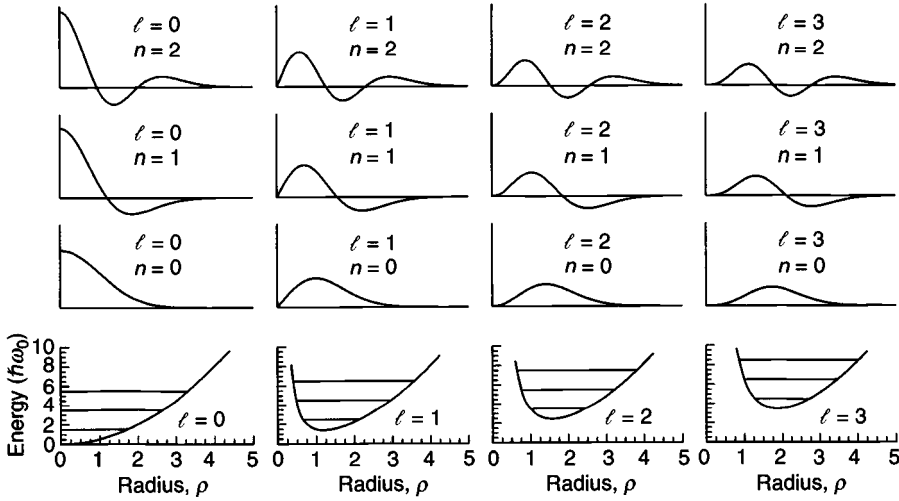 ℓ = 0
n = 2
ℓ = 1
n = 2
ℓ = 2
n = 2
ℓ = 3
n = 2
ℓ = 0
n = 1
ℓ = 1
n = 1
ℓ = 2
n = 1
ℓ = 3
n = 1
ℓ = 0
n = 0
ℓ = 1
n = 0
ℓ = 2
n = 0
ℓ = 3
n = 0
Energy (ħω₀)
10
8
6
4
2
0
ℓ = 0
ℓ = 1
ℓ = 2
ℓ = 3
0 1 2 3 4 5
0 1 2 3 4 5
0 1 2 3 4 5
0 1 2 3 4 5
Radius, ρ
Radius, ρ
Radius, ρ
Radius, ρ